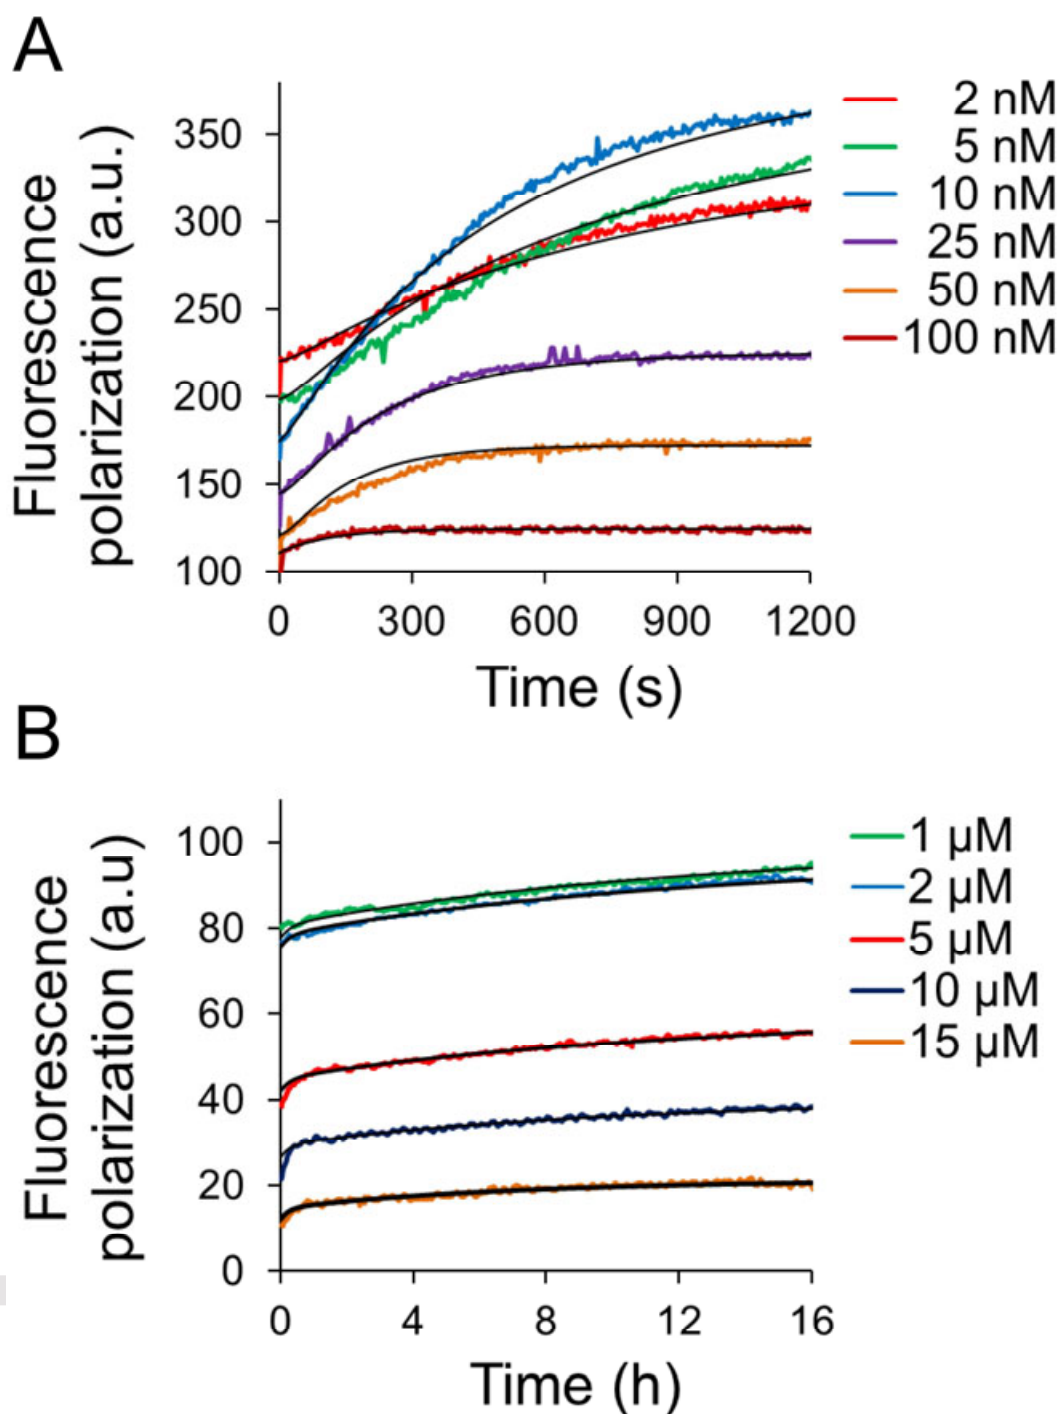 A
Fluorescence
polarization (a.u.)
350
300
250
200
150
100
0 300 600 900 1200
Time (s)
2 nM
5 nM
10 nM
25 nM
50 nM
100 nM
B
Fluorescence
polarization (a.u)
100
80
60
40
20
0
0 4 8 12 16
Time (h)
1 µM
2 µM
5 µM
10 µM
15 µM